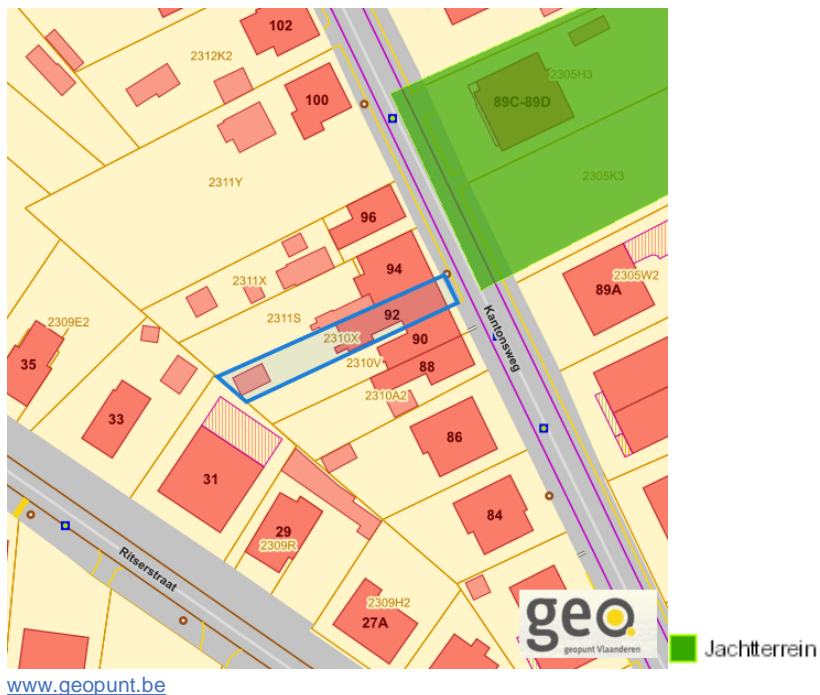 102
2312K2
2305H3
89C-89D
100
2311Y
2305K3
96
94
2311X
2305W2
89A
2311S
92
2309E2
2310X
Kantonsweg
90
35
2310V
88
2310A2
33
86
31
84
29
2309R
Ritserstraat
2309H2
27A
geo
geopunt Vlaanderen
Jachtterrein
www.geopunt.be